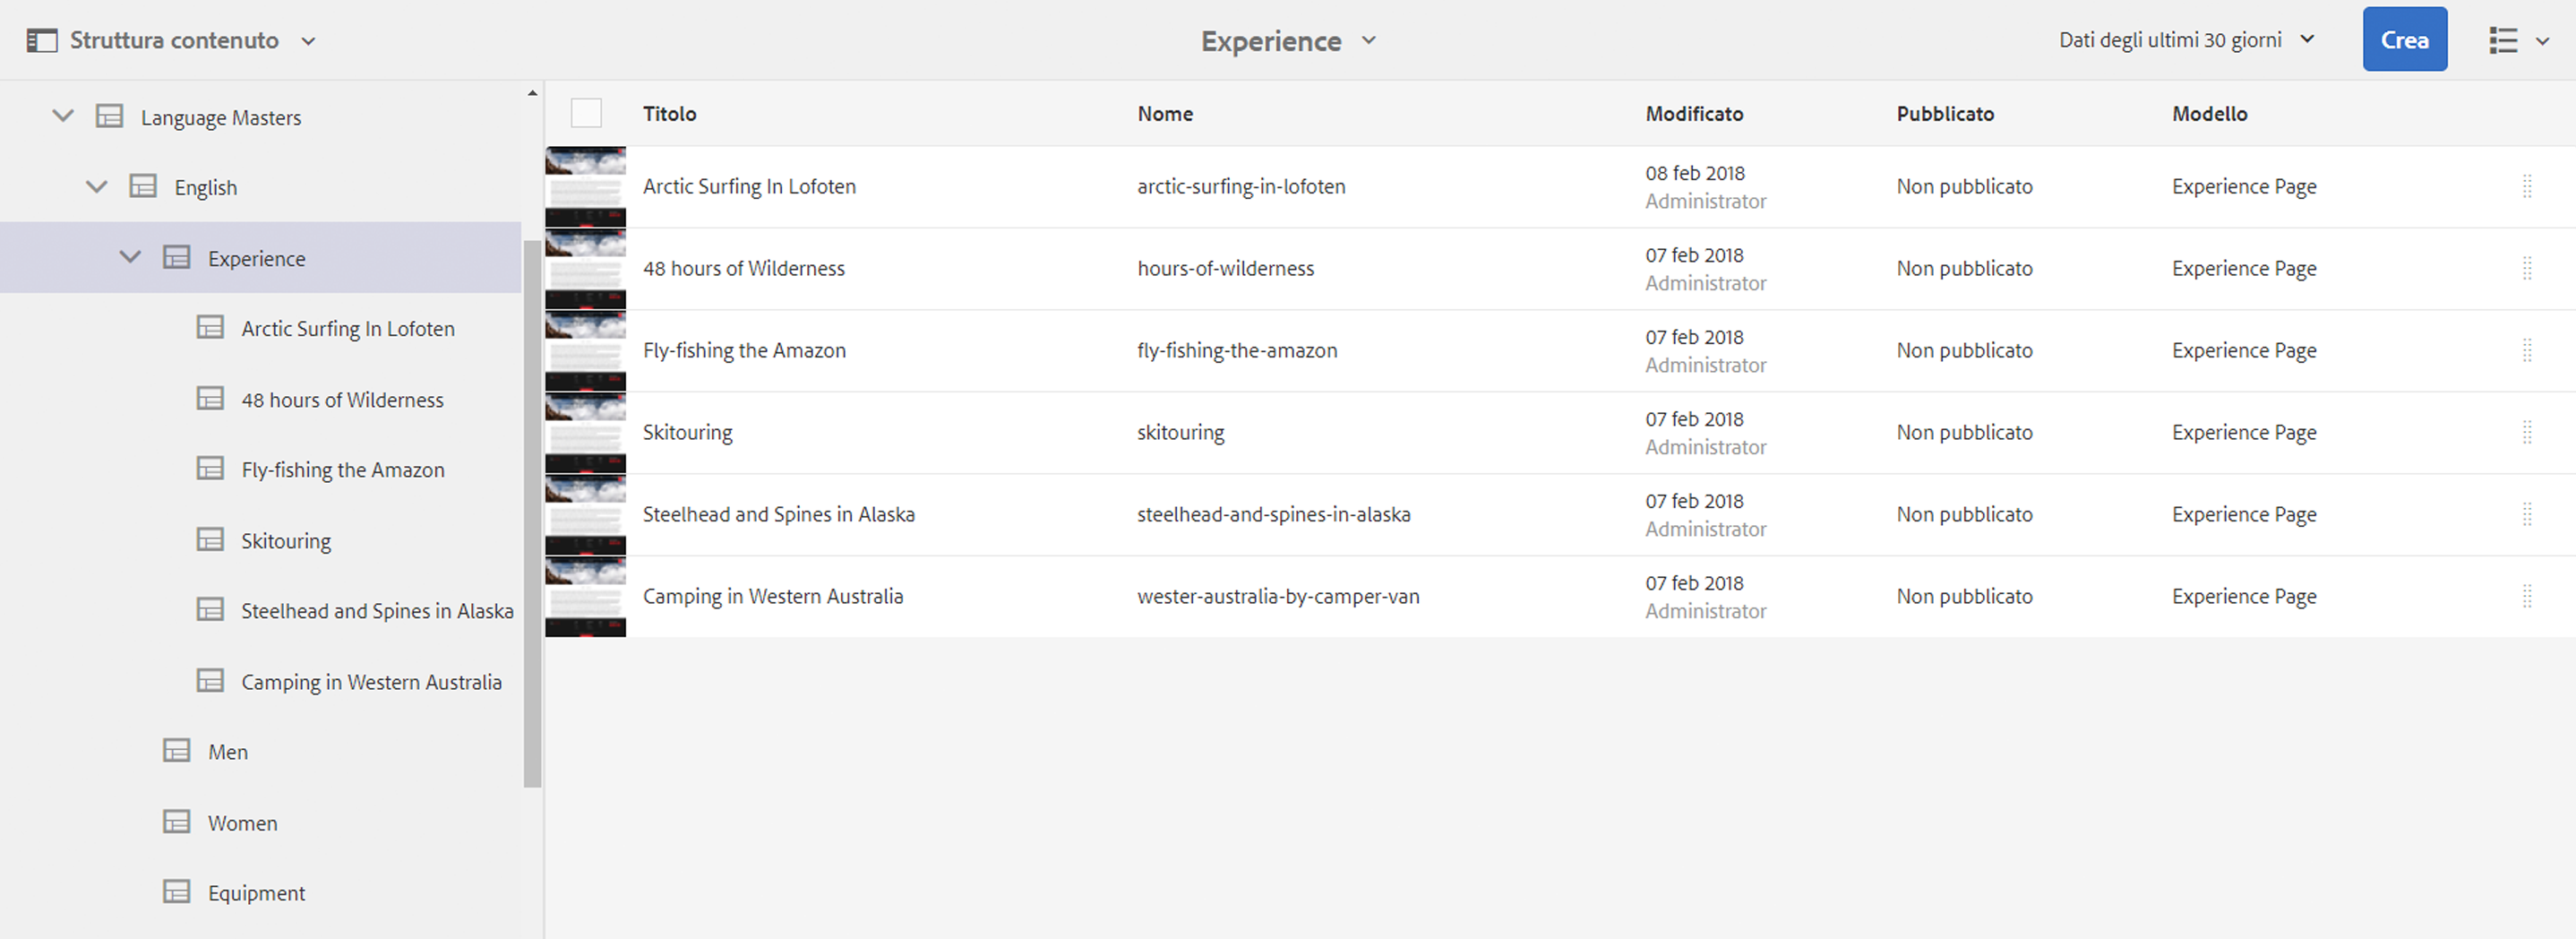 Struttura contenuto
Experience
Dati degli ultimi 30 giorni
Crea
Language Masters
English
Experience
Arctic Surfing In Lofoten
48 hours of Wilderness
Fly-fishing the Amazon
Skitouring
Steelhead and Spines in Alaska
Camping in Western Australia
Men
Women
Equipment
Titolo Nome Modificato Pubblicato Modello
Arctic Surfing In Lofoten arctic-surfing-in-lofoten 08 feb 2018 Non pubblicato Experience Page
Administrator
48 hours of Wilderness hours-of-wilderness 07 feb 2018 Non pubblicato Experience Page
Administrator
Fly-fishing the Amazon fly-fishing-the-amazon 07 feb 2018 Non pubblicato Experience Page
Administrator
Skitouring skitouring 07 feb 2018 Non pubblicato Experience Page
Administrator
Steelhead and Spines in Alaska steelhead-and-spines-in-alaska 07 feb 2018 Non pubblicato Experience Page
Administrator
Camping in Western Australia wester-australia-by-camper-van 07 feb 2018 Non pubblicato Experience Page
Administrator